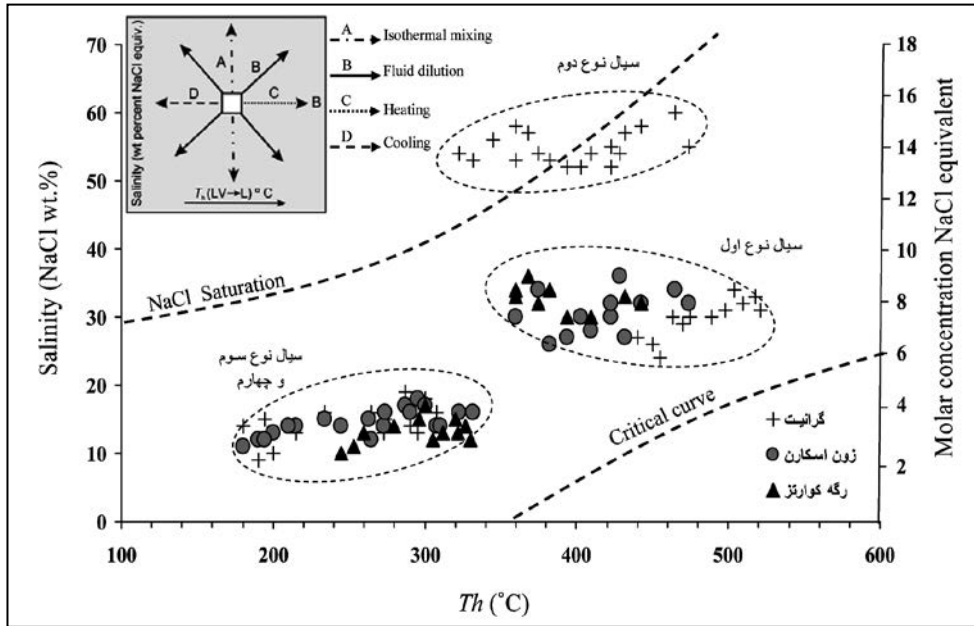 Salinity (wt percent NaCl equiv.)
A
B
B
C
B
D
Th (LV→L) º C
A
Isothermal mixing
B
Fluid dilution
C
Heating
D
Cooling
سیال نوع دوم
سیال نوع اول
سیال نوع سوم
و چهارم
NaCl Saturation
Critical curve
گرانیت
زون اسکارن
رگه کوارتز
Salinity (NaCl wt.%)
70
60
50
40
30
20
10
0
Molar concentration NaCl equivalent
18
16
14
12
10
8
6
4
2
100
200
300
400
500
600
Th (˚C)